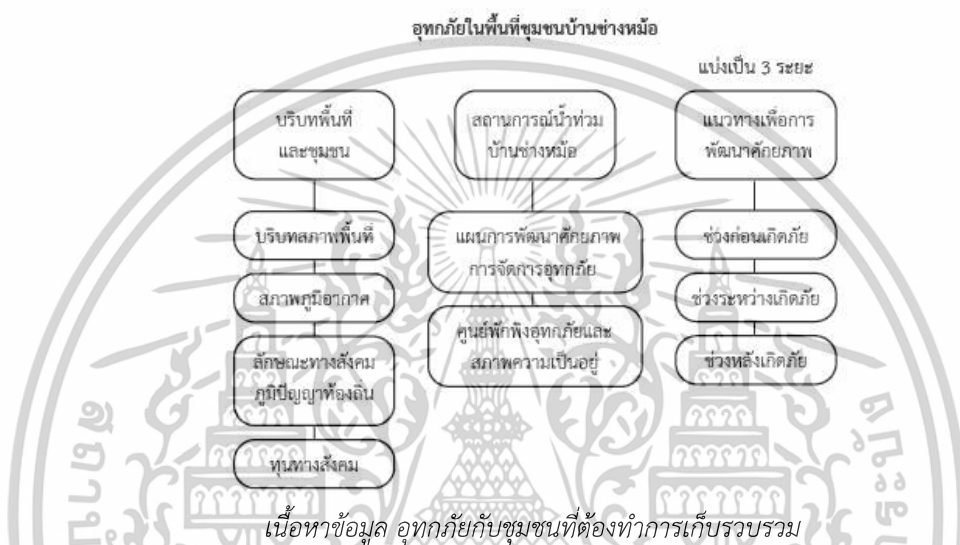 อุทกภัยในพื้นที่ชุมชนบ้านช่างหม้อ
แบ่งเป็น 3 ระยะ
บริบทพื้นที่
และชุมชน
บริบทสภาพพื้นที่
สภาพภูมิอากาศ
ลักษณะทางสังคม
ภูมิปัญญาท้องถิ่น
ทุนทางสังคม
สถานการณ์น้ำท่วม
บ้านช่างหม้อ
แผนการพัฒนาศักยภาพ
การจัดการอุทกภัย
ศูนย์พักพิงอุทกภัยและ
สภาพความเป็นอยู่
แนวทางเพื่อการ
พัฒนาศักยภาพ
ช่วงก่อนเกิดภัย
ช่วงระหว่างเกิดภัย
ช่วงหลังเกิดภัย
เนื้อหาข้อมูล อุทกภัยกับชุมชนที่ต้องทำการเก็บรวบรวม